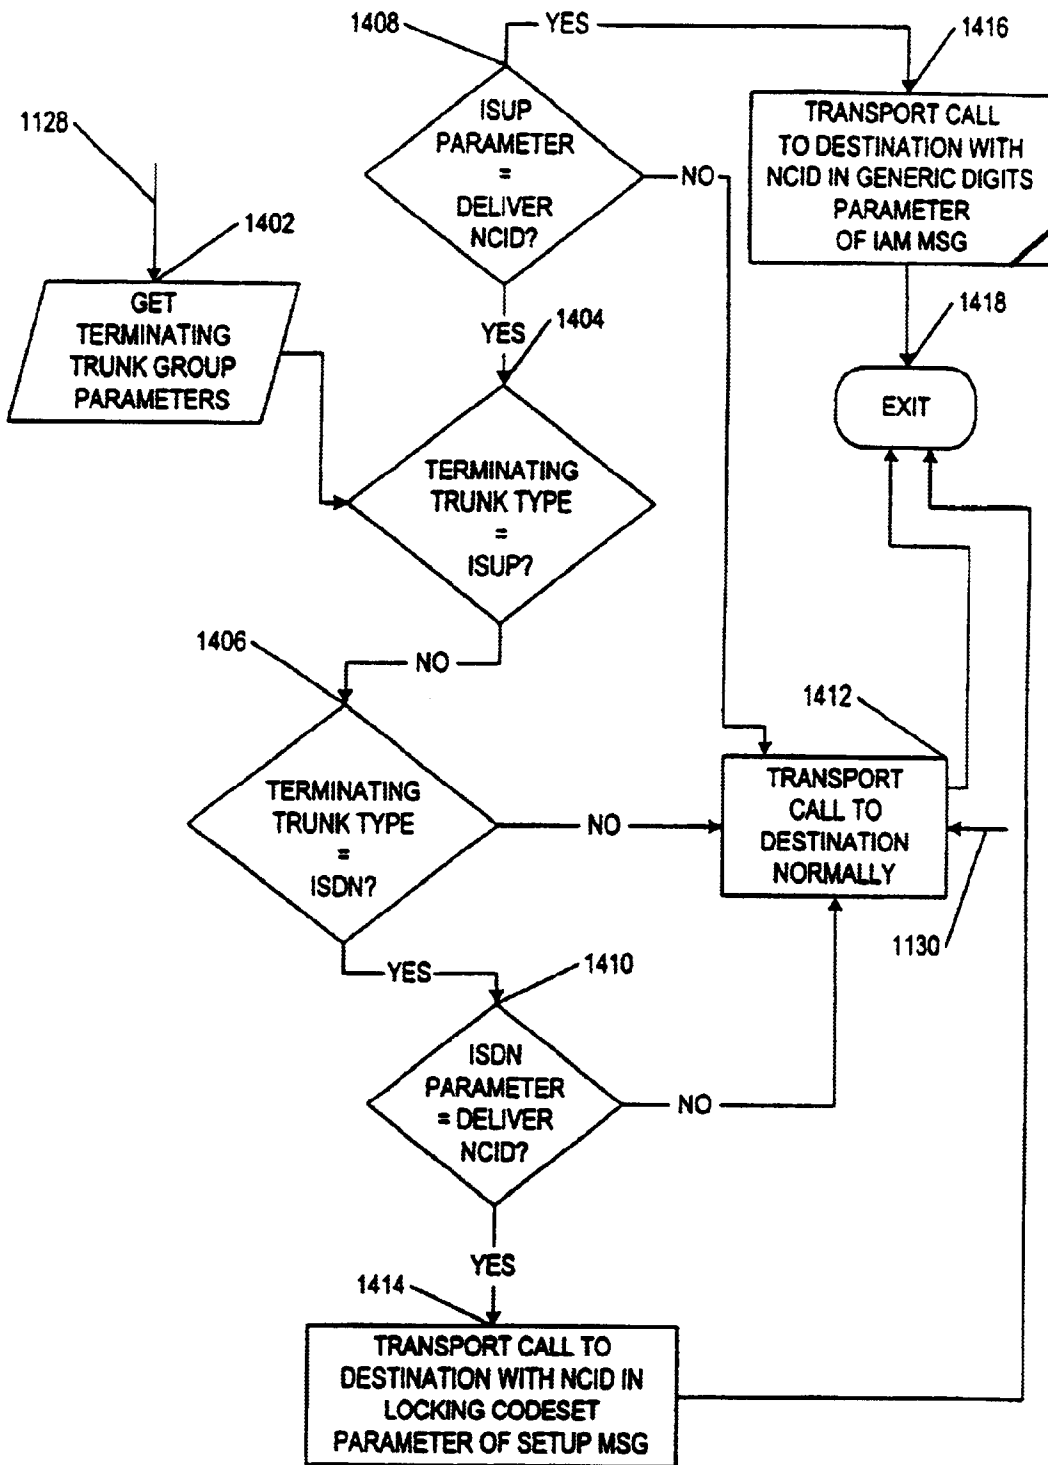 1408
YES
1416
ISUP
PARAMETER
=
DELIVER
NCID?
TRANSPORT CALL
TO DESTINATION WITH
NCID IN GENERIC DIGITS
PARAMETER
OF IAM MSG
1128
NO
1402
GET
TERMINATING
TRUNK GROUP
PARAMETERS
YES
1404
1418
EXIT
TERMINATING
TRUNK TYPE
=
ISUP?
1406
NO
1412
TERMINATING
TRUNK TYPE
=
ISDN?
NO
TRANSPORT
CALL TO
DESTINATION
NORMALLY
1130
YES
1410
ISDN
PARAMETER
= DELIVER
NCID?
NO
YES
1414
TRANSPORT CALL TO
DESTINATION WITH NCID IN
LOCKING CODESET
PARAMETER OF SETUP MSG